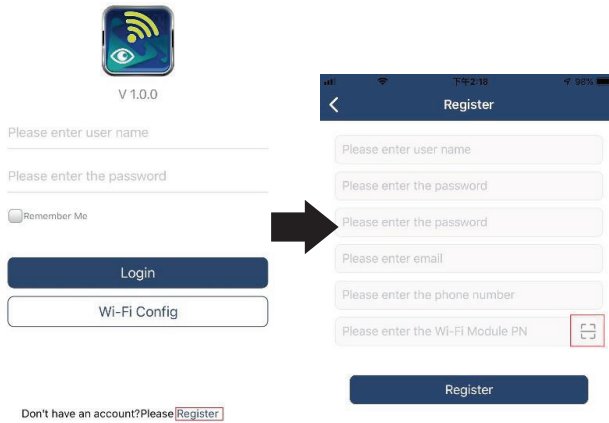 V 1.0.0
Please enter user name
Please enter the password
Remember Me
Login
Wi-Fi Config
Don't have an account?Please Register
下午2:18
98%
Register
Please enter user name
Please enter the password
Please enter the password
Please enter email
Please enter the phone number
Please enter the Wi-Fi Module PN
Register